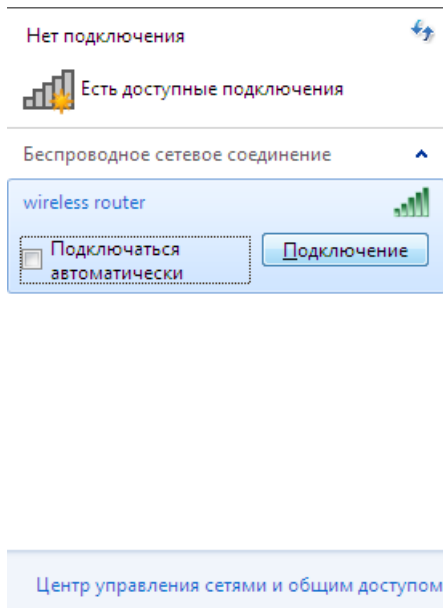 Нет подключения
Есть доступные подключения
Беспроводное сетевое соединение
wireless router
Подключаться
автоматически
Подключение
Центр управления сетями и общим доступом